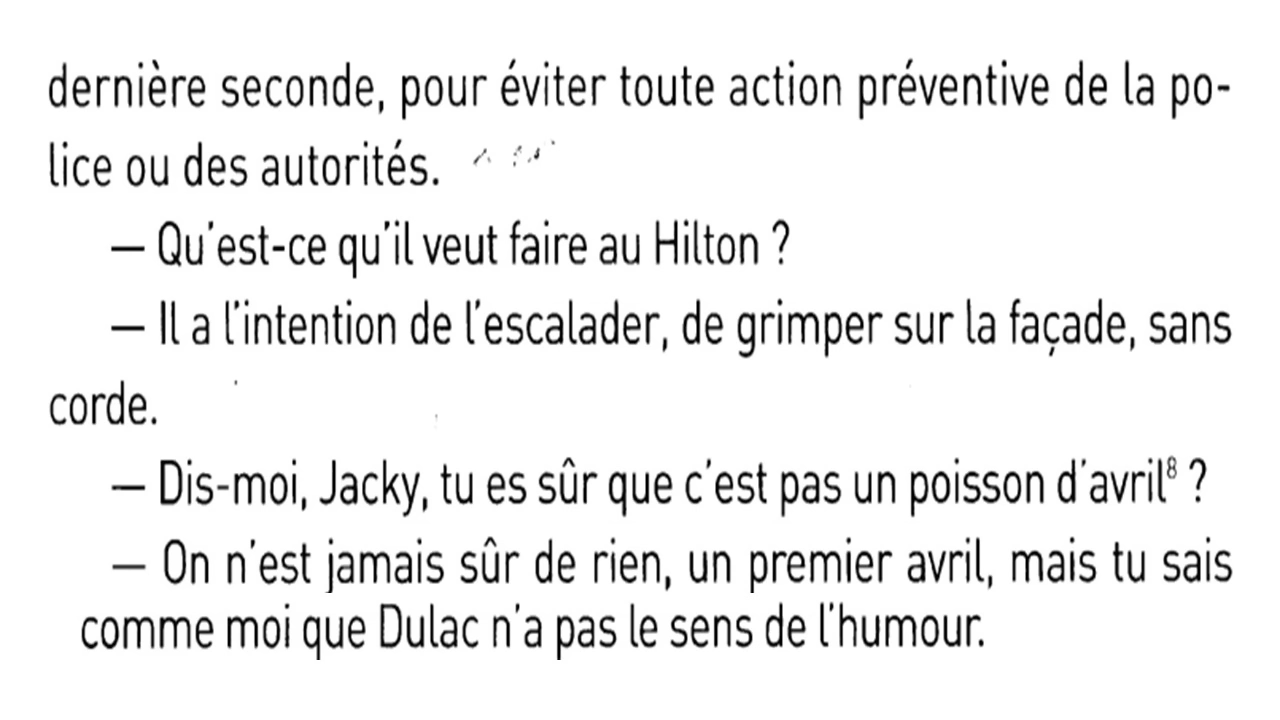 dernière seconde, pour éviter toute action préventive de la po-
lice ou des autorités.
— Qu'est-ce qu'il veut faire au Hilton ?
— Il a l'intention de l'escalader, de grimper sur la façade, sans
corde.
— Dis-moi, Jacky, tu es sûr que c'est pas un poisson d'avril⁸ ?
— On n'est jamais sûr de rien, un premier avril, mais tu sais
comme moi que Dulac n'a pas le sens de l'humour.